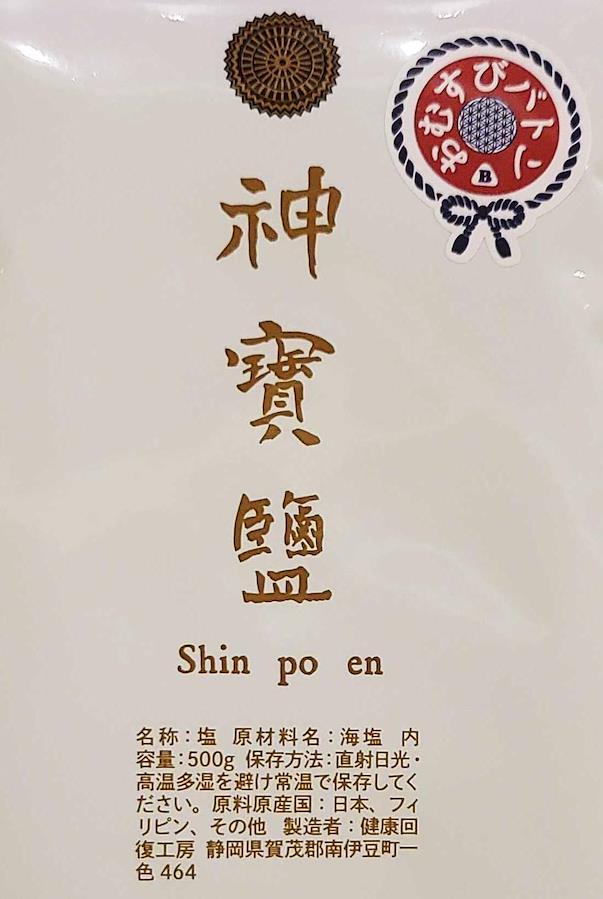 おむすびバトン
B
神
寶
鹽
Shin po en
名称：塩 原材料名：海塩 内
容量：500g 保存方法：直射日光・
高温多湿を避け常温で保存してく
ださい。原料原産国：日本、フィ
リピン、その他 製造者：健康回
復工房 静岡県賀茂郡南伊豆町一
色 464